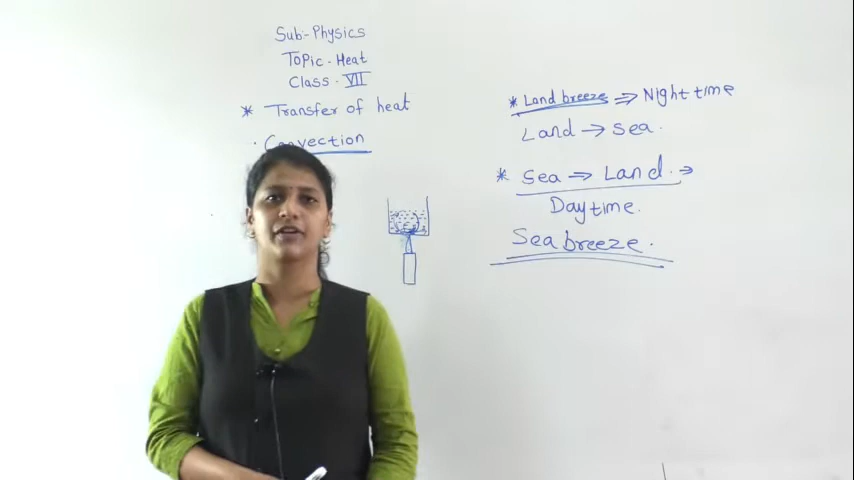 Sub-Physics
Topic-Heat
Class-VII
* Transfer of heat
. Convection
* Land breeze ⇒ Night time
Land → Sea.
* Sea ⇒ Land. →
Daytime.
Sea breeze.